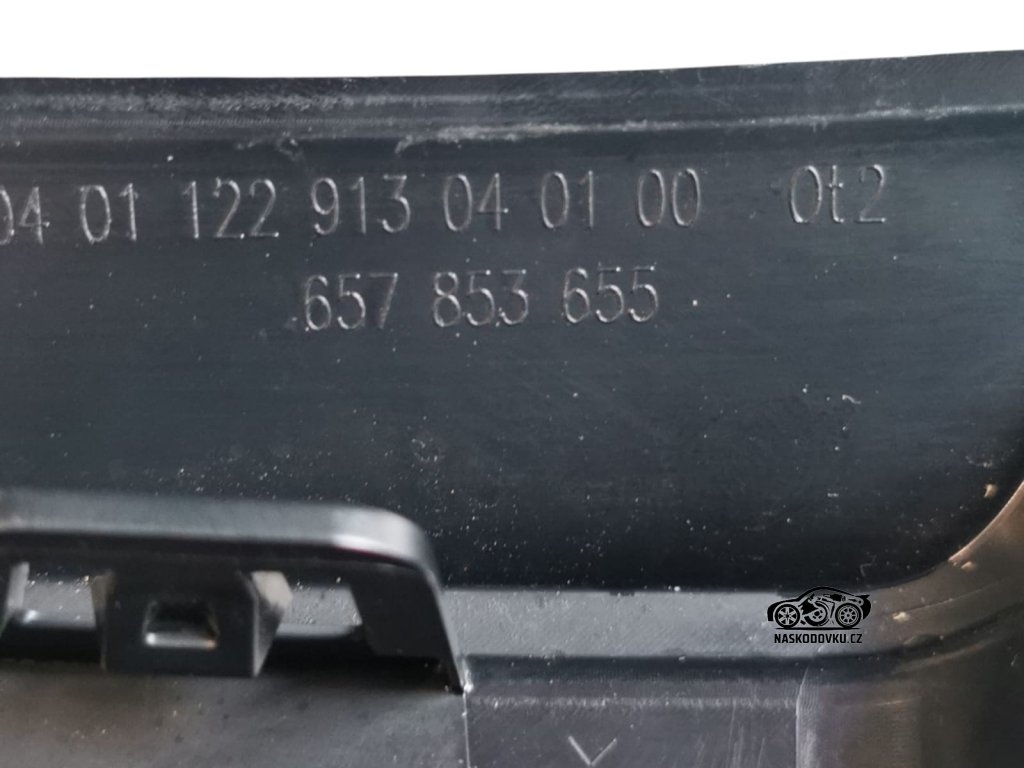 04 01 122 913 04 01 00 0t2
657 853 655
NASKODOVKU.CZ